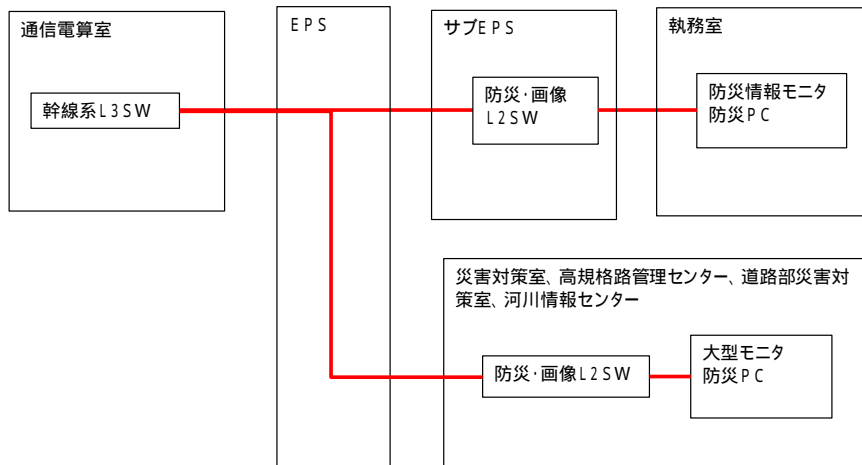 通信電算室
幹線系L3SW
EPS
サブEPS
防災・画像
L2SW
執務室
防災情報モニタ
防災PC
災害対策室、高規格路管理センター、道路部災害対
策室、河川情報センター
防災・画像L2SW
大型モニタ
防災PC